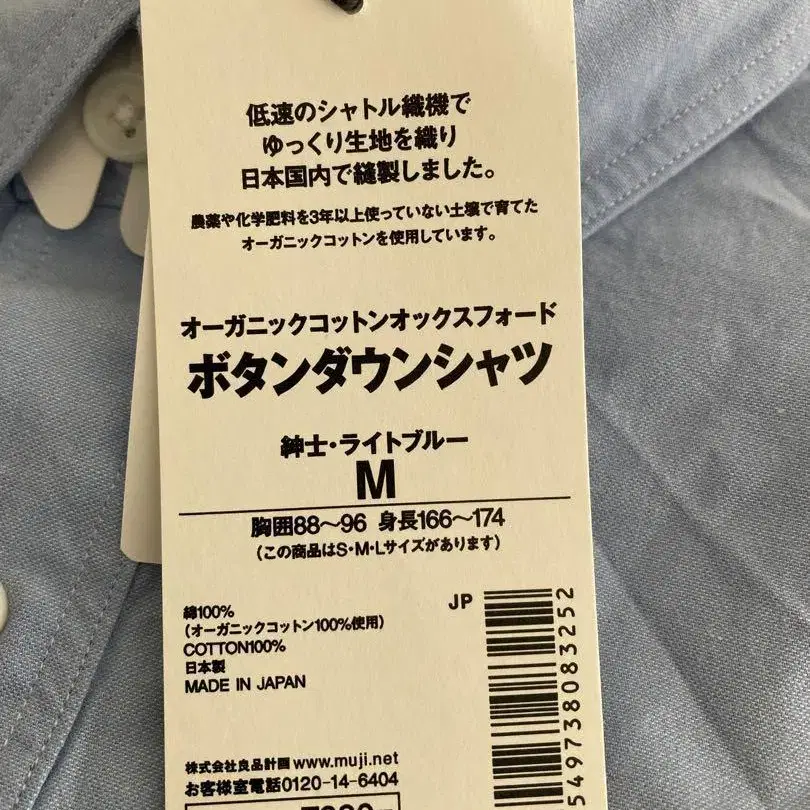 低速のシャトル織機で
ゆっくり生地を織り
日本国内で縫製しました。
農薬や化学肥料を3年以上使っていない土壌で育てた
オーガニックコットンを使用しています。
オーガニックコットンオックスフォード
ボタンダウンシャツ
紳士・ライトブルー
M
胸囲88～96 身長166～174
(この商品はS・M・Lサイズがあります)
綿100%
(オーガニックコットン100%使用)
COTTON100%
日本製
MADE IN JAPAN
JP
549738083252
株式会社良品計画 www.muji.net
お客様室電話0120-14-6404